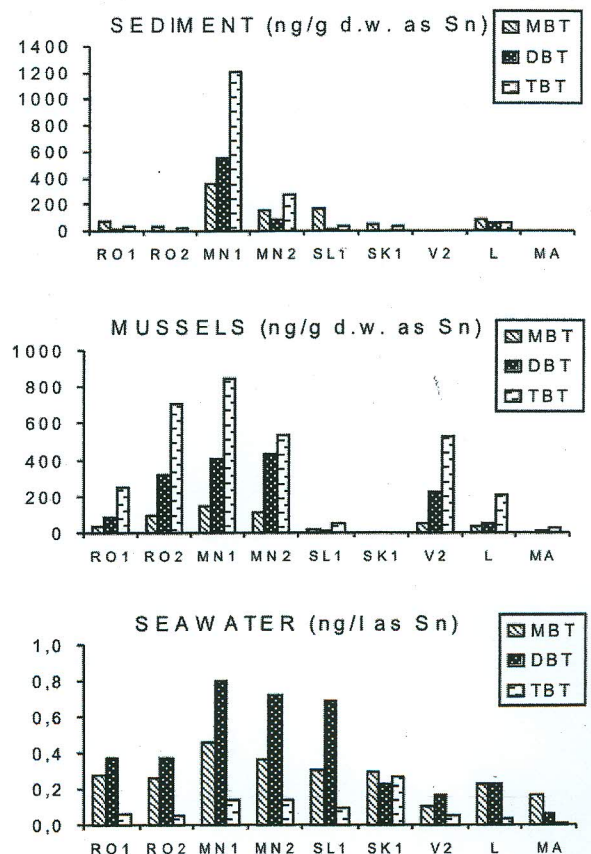 SEDIMENT (ng/g d.w. as Sn)
MBT
DBT
TBT
1400
1200
1000
800
600
400
200
0
RO1 RO2 MN1 MN2 SL1 SK1 V2 L MA
MUSSELS (ng/g d.w. as Sn)
MBT
DBT
TBT
1000
800
600
400
200
0
RO1 RO2 MN1 MN2 SL1 SK1 V2 L MA
SEAWATER (ng/l as Sn)
MBT
DBT
TBT
1,0
0,8
0,6
0,4
0,2
0,0
RO1 RO2 MN1 MN2 SL1 SK1 V2 L MA